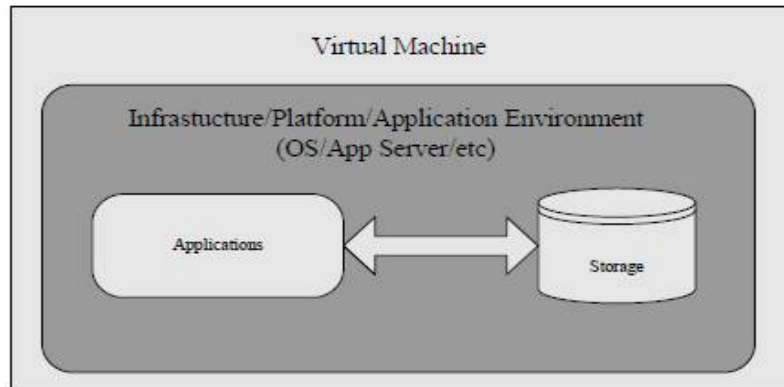 Virtual Machine
Infrastucture/Platform/Application Environment
(OS/App Server/etc)
Applications
Storage